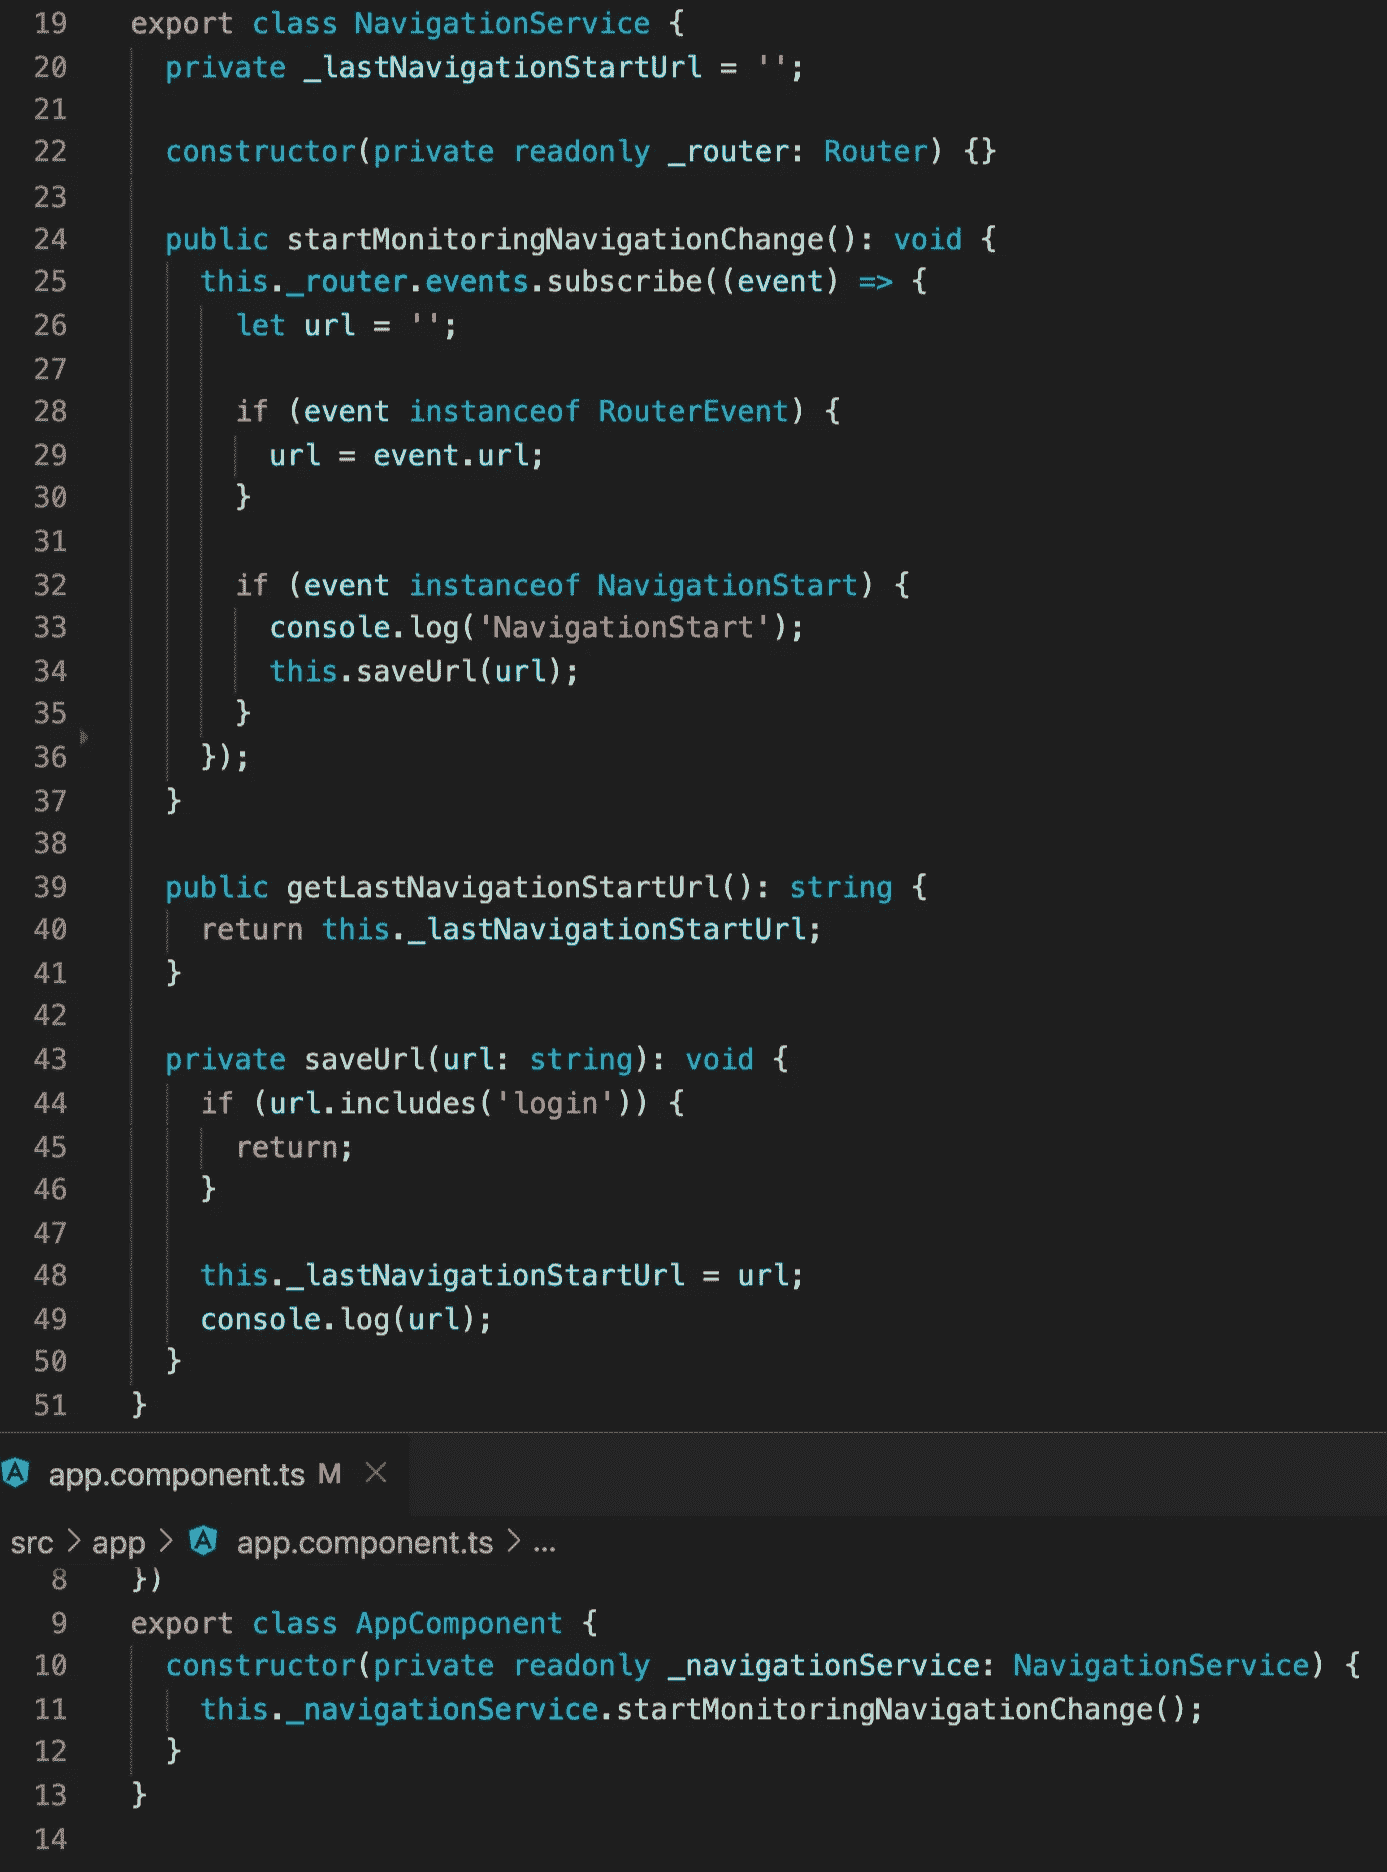 19 export class NavigationService {
20 private _lastNavigationStartUrl = '';
21
22 constructor(private readonly _router: Router) {}
23
24 public startMonitoringNavigationChange(): void {
25 this._router.events.subscribe((event) => {
26 let url = '';
27
28 if (event instanceof RouterEvent) {
29 url = event.url;
30 }
31
32 if (event instanceof NavigationStart) {
33 console.log('NavigationStart');
34 this.saveUrl(url);
35 }
36 });
37 }
38
39 public getLastNavigationStartUrl(): string {
40 return this._lastNavigationStartUrl;
41 }
42
43 private saveUrl(url: string): void {
44 if (url.includes('login')) {
45 return;
46 }
47
48 this._lastNavigationStartUrl = url;
49 console.log(url);
50 }
51 }
app.component.ts M
src > app > app.component.ts > ...
8 })
9 export class AppComponent {
10 constructor(private readonly _navigationService: NavigationService) {
11 this._navigationService.startMonitoringNavigationChange();
12 }
13 }
14